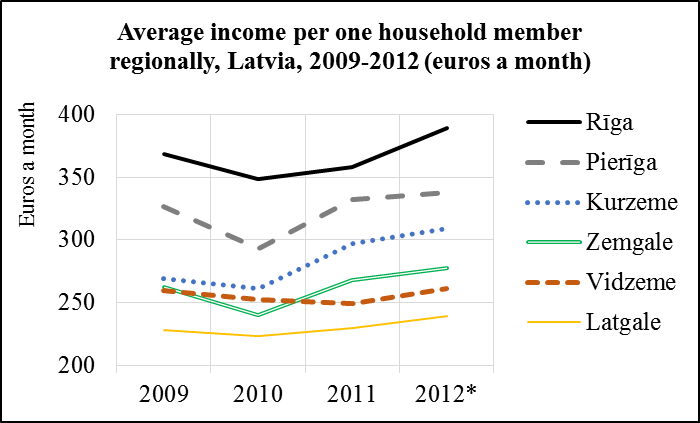 Average income per one household member
regionally, Latvia, 2009-2012 (euros a month)
Euros a month
400
350
300
250
200
2009
2010
2011
2012*
Rīga
Pierīga
Kurzeme
Zemgale
Vidzeme
Latgale